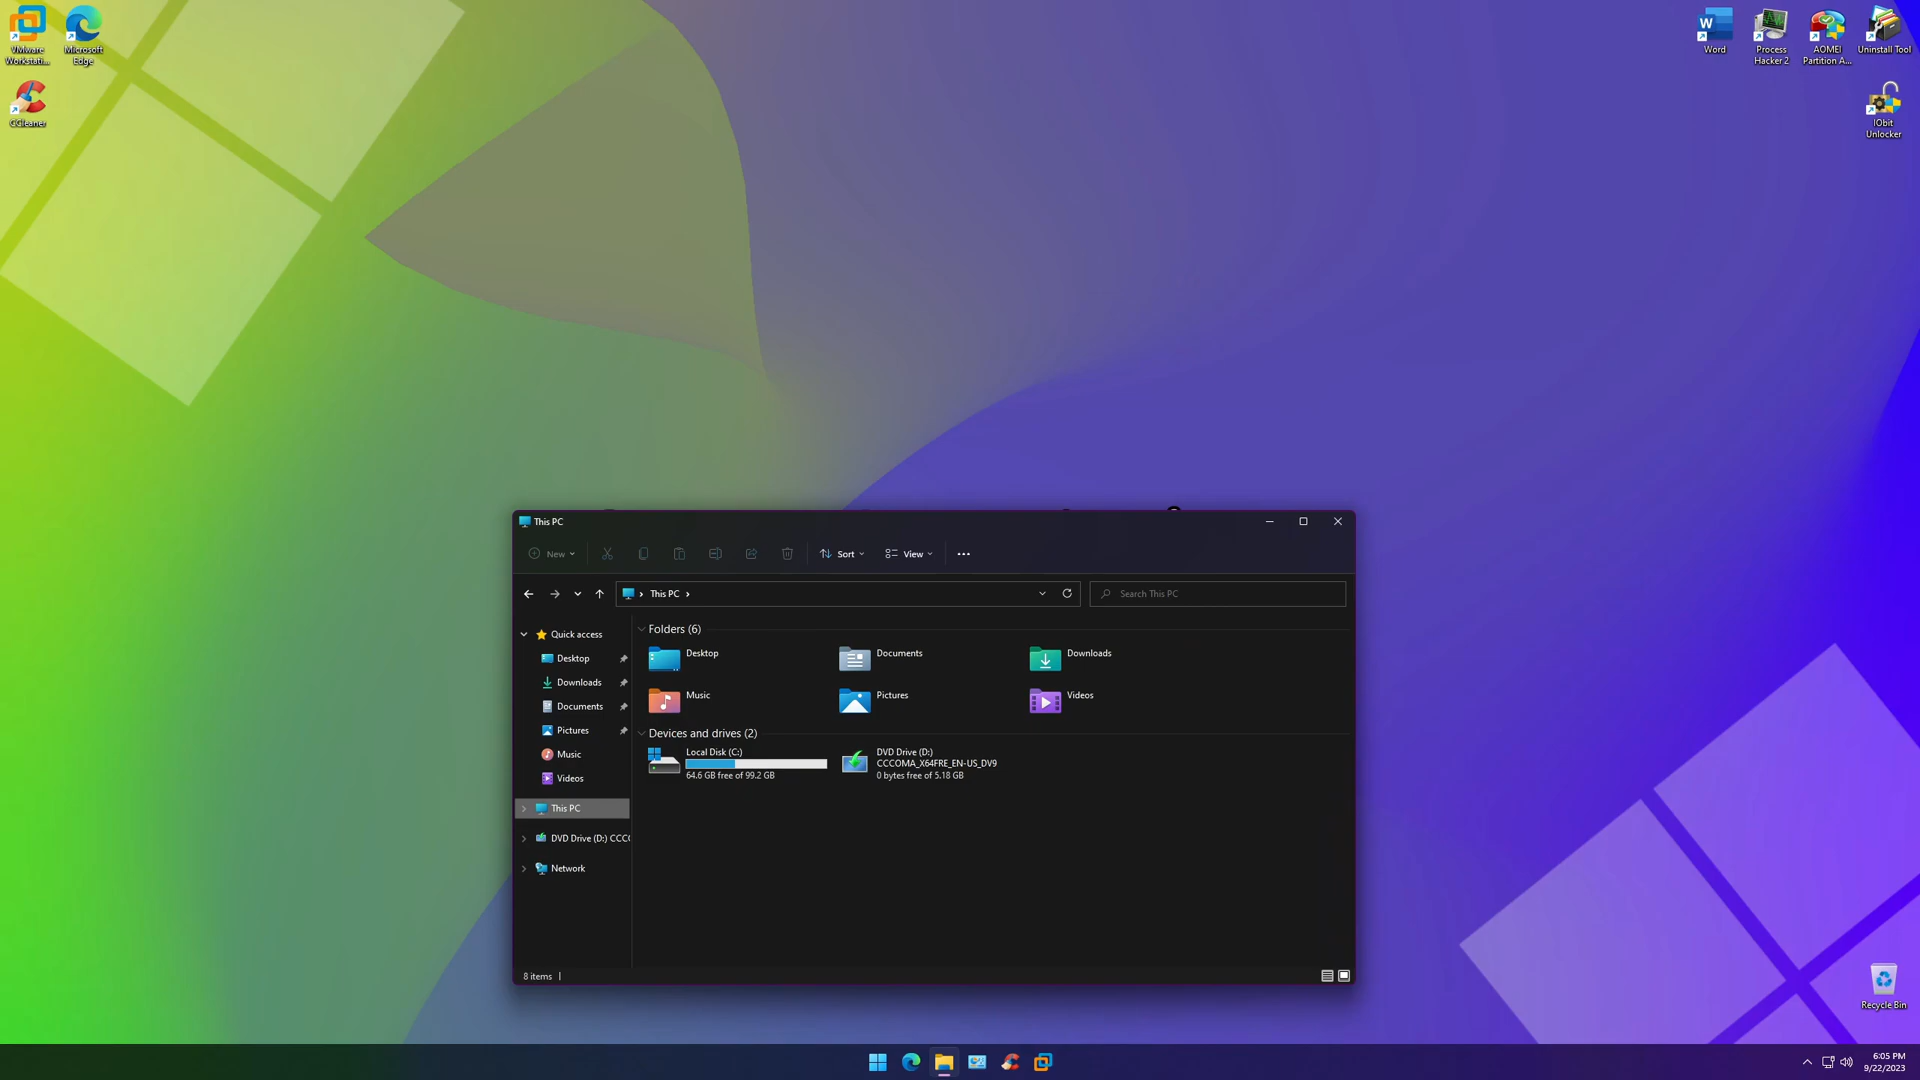 VMware
Workstati...
Microsoft
Edge
CCleaner
Word
Process
Hacker 2
AOMEI
Partition A...
Uninstall Tool
IObit
Unlocker
This PC
New
Sort
View
This PC
Search This PC
Quick access
Desktop
Downloads
Documents
Pictures
Music
Videos
This PC
DVD Drive (D:) CCC
Network
Folders (6)
Desktop
Documents
Downloads
Music
Pictures
Videos
Devices and drives (2)
Local Disk (C:)
64.6 GB free of 99.2 GB
DVD Drive (D:)
CCCOMA_X64FRE_EN-US_DV9
0 bytes free of 5.18 GB
8 items
Recycle Bin
6:05 PM
9/22/2023